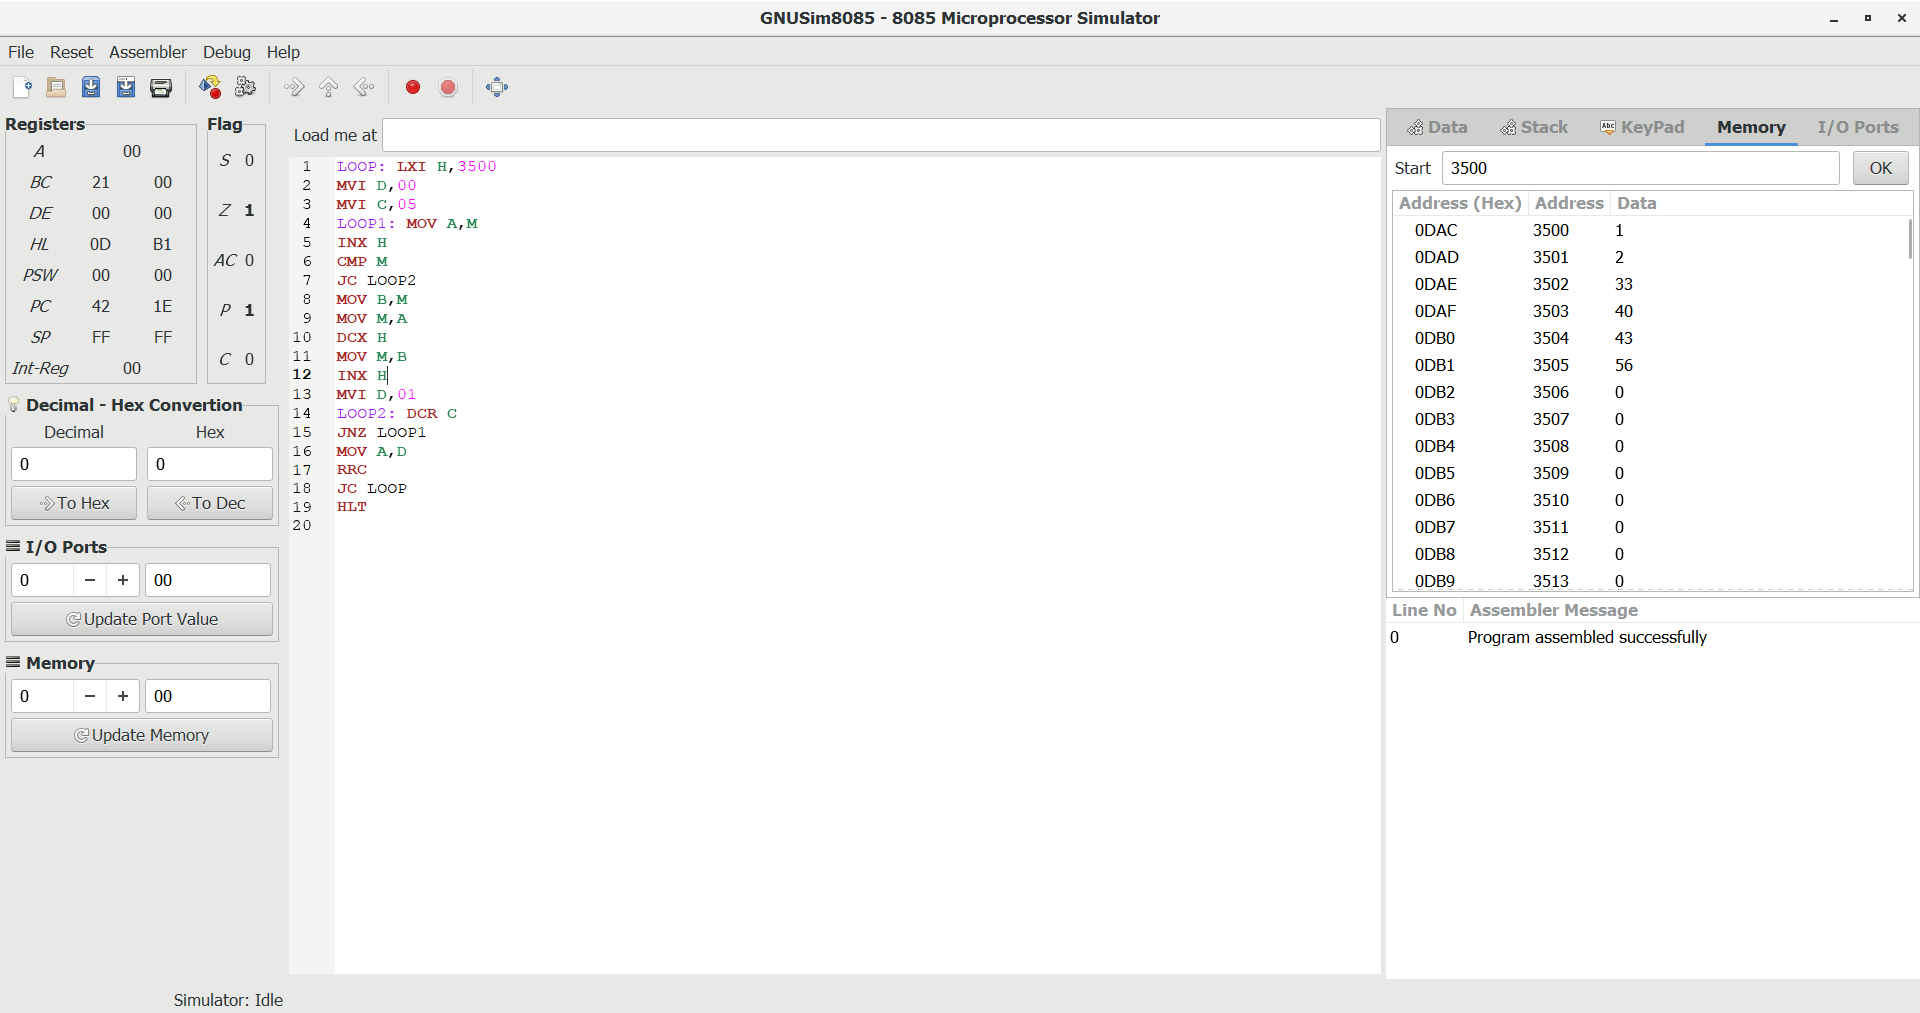 GNUSim8085 - 8085 Microprocessor Simulator
File Reset Assembler Debug Help
Registers
A 00
BC 21 00
DE 00 00
HL 0D B1
PSW 00 00
PC 42 1E
SP FF FF
Int-Reg 00
Flag
S 0
Z 1
AC 0
P 1
C 0
Decimal - Hex Convertion
Decimal Hex
0 0
To Hex To Dec
I/O Ports
0 − + 00
Update Port Value
Memory
0 − + 00
Update Memory
Load me at
1 LOOP: LXI H,3500
2 MVI D,00
3 MVI C,05
4 LOOP1: MOV A,M
5 INX H
6 CMP M
7 JC LOOP2
8 MOV B,M
9 MOV M,A
10 DCX H
11 MOV M,B
12 INX H
13 MVI D,01
14 LOOP2: DCR C
15 JNZ LOOP1
16 MOV A,D
17 RRC
18 JC LOOP
19 HLT
20
Data Stack Abc KeyPad Memory I/O Ports
Start 3500 OK
Address (Hex) Address Data
0DAC 3500 1
0DAD 3501 2
0DAE 3502 33
0DAF 3503 40
0DB0 3504 43
0DB1 3505 56
0DB2 3506 0
0DB3 3507 0
0DB4 3508 0
0DB5 3509 0
0DB6 3510 0
0DB7 3511 0
0DB8 3512 0
0DB9 3513 0
Line No Assembler Message
0 Program assembled successfully
Simulator: Idle